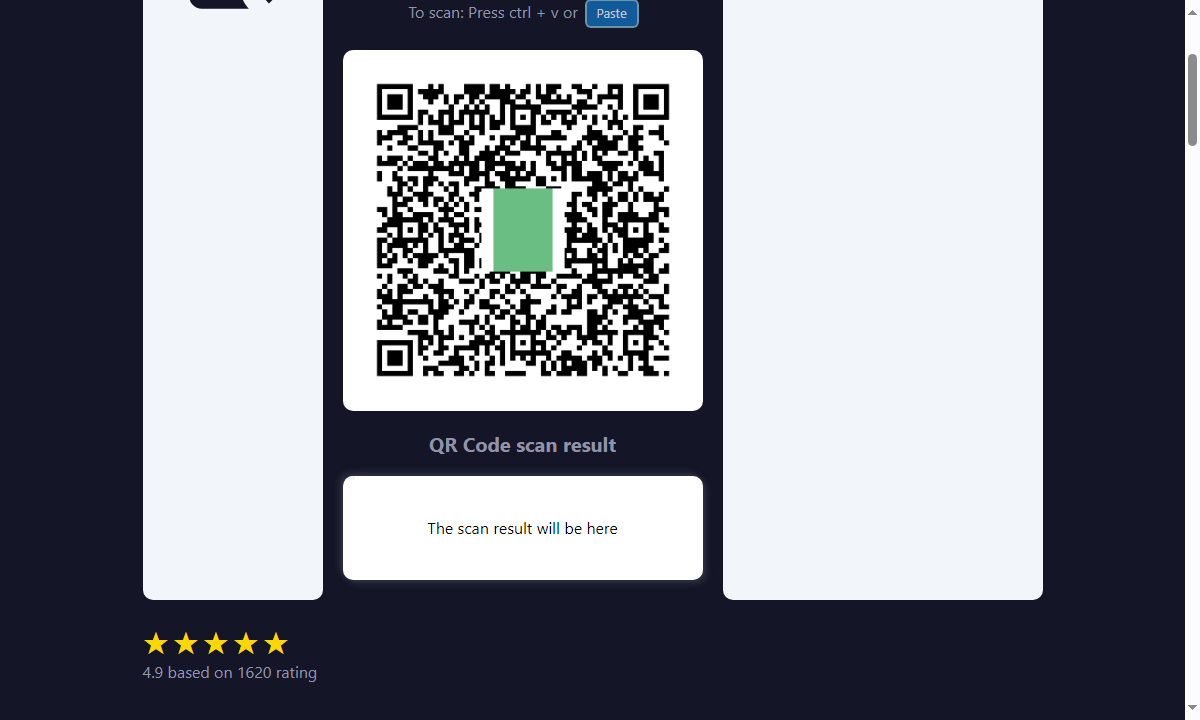 To scan: Press ctrl + v or Paste
QR Code scan result
The scan result will be here
4.9 based on 1620 rating